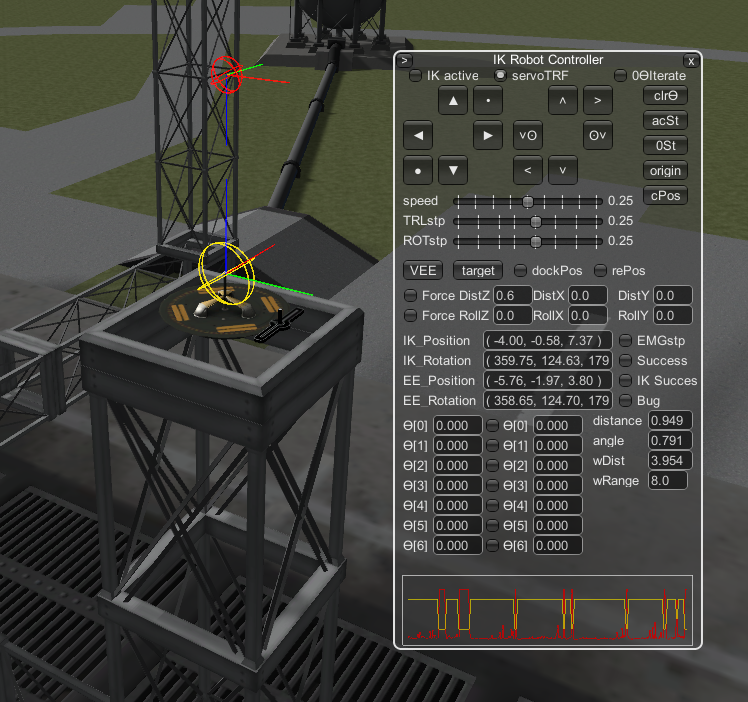 > IK Robot Controller x
IK active servoTRF 0ϴIterate
▲ • ˄ > clrϴ
acSt
◄ ► ˅ʘ ʘ˅ 0St
● ▼ < ˅ origin
speed 0.25 cPos
TRLstp 0.25
ROTstp 0.25
VEE target dockPos rePos
Force DistZ 0.6 DistX 0.0 DistY 0.0
Force RollZ 0.0 RollX 0.0 RollY 0.0
IK_Position ( -4.00, -0.58, 7.37 ) EMGstp
IK_Rotation ( 359.75, 124.63, 179 Success
EE_Position ( -5.76, -1.97, 3.80 ) IK Succes
EE_Rotation ( 358.65, 124.70, 179 Bug
ϴ[0] 0.000 ϴ[0] 0.000 distance 0.949
ϴ[1] 0.000 ϴ[1] 0.000 angle 0.791
ϴ[2] 0.000 ϴ[2] 0.000 wDist 3.954
ϴ[3] 0.000 ϴ[3] 0.000 wRange 8.0
ϴ[4] 0.000 ϴ[4] 0.000
ϴ[5] 0.000 ϴ[5] 0.000
ϴ[6] 0.000 ϴ[6] 0.000